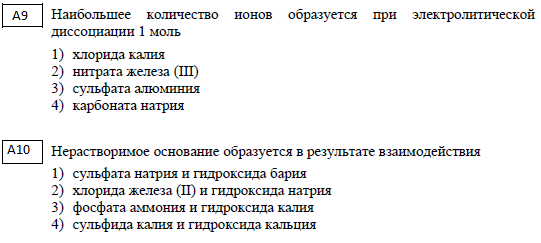 A9 Наибольшее количество ионов образуется при электролитической
диссоциации 1 моль
1) хлорида калия
2) нитрата железа (III)
3) сульфата алюминия
4) карбоната натрия
A10 Нерастворимое основание образуется в результате взаимодействия
1) сульфата натрия и гидроксида бария
2) хлорида железа (II) и гидроксида натрия
3) фосфата аммония и гидроксида калия
4) сульфида калия и гидроксида кальция